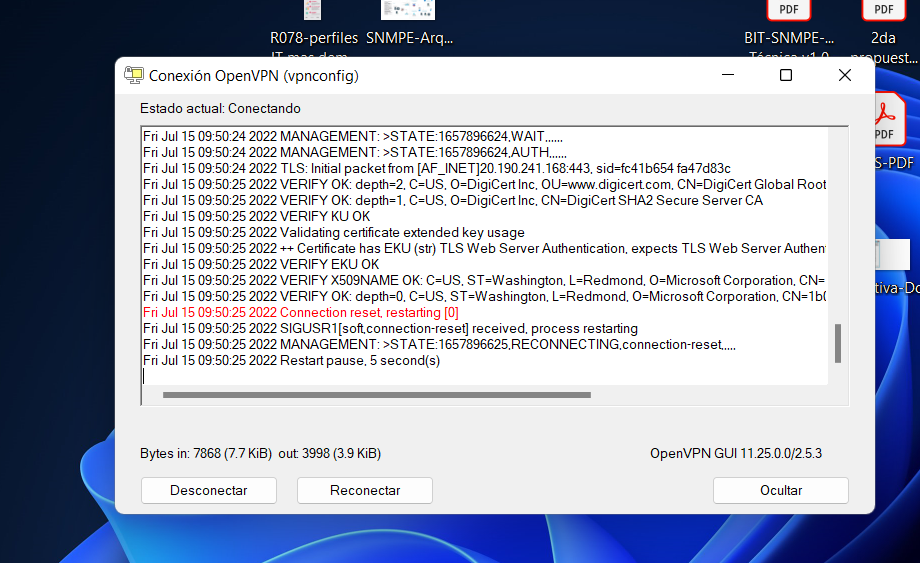 R078-perfiles
SNMPE-Arq...
BIT-SNMPE-...
2da
PDF
PDF
Conexión OpenVPN (vpnconfig)
Estado actual: Conectando
Fri Jul 15 09:50:24 2022 MANAGEMENT: >STATE:1657896624,WAIT,,,,,,
Fri Jul 15 09:50:24 2022 MANAGEMENT: >STATE:1657896624,AUTH,,,,,,
Fri Jul 15 09:50:24 2022 TLS: Initial packet from [AF_INET]20.190.241.168:443, sid=fc41b654 fa47d83c
Fri Jul 15 09:50:25 2022 VERIFY OK: depth=2, C=US, O=DigiCert Inc, OU=www.digicert.com, CN=DigiCert Global Root
Fri Jul 15 09:50:25 2022 VERIFY OK: depth=1, C=US, O=DigiCert Inc, CN=DigiCert SHA2 Secure Server CA
Fri Jul 15 09:50:25 2022 VERIFY KU OK
Fri Jul 15 09:50:25 2022 Validating certificate extended key usage
Fri Jul 15 09:50:25 2022 ++ Certificate has EKU (str) TLS Web Server Authentication, expects TLS Web Server Authen
Fri Jul 15 09:50:25 2022 VERIFY EKU OK
Fri Jul 15 09:50:25 2022 VERIFY X509NAME OK: C=US, ST=Washington, L=Redmond, O=Microsoft Corporation, CN=
Fri Jul 15 09:50:25 2022 VERIFY OK: depth=0, C=US, ST=Washington, L=Redmond, O=Microsoft Corporation, CN=1b0
Fri Jul 15 09:50:25 2022 Connection reset, restarting [0]
Fri Jul 15 09:50:25 2022 SIGUSR1[soft,connection-reset] received, process restarting
Fri Jul 15 09:50:25 2022 MANAGEMENT: >STATE:1657896625,RECONNECTING,connection-reset,,,,,
Fri Jul 15 09:50:25 2022 Restart pause, 5 second(s)
PDF
S-PDF
tiva-Do
Bytes in: 7868 (7.7 KiB) out: 3998 (3.9 KiB)
OpenVPN GUI 11.25.0.0/2.5.3
Desconectar
Reconectar
Ocultar